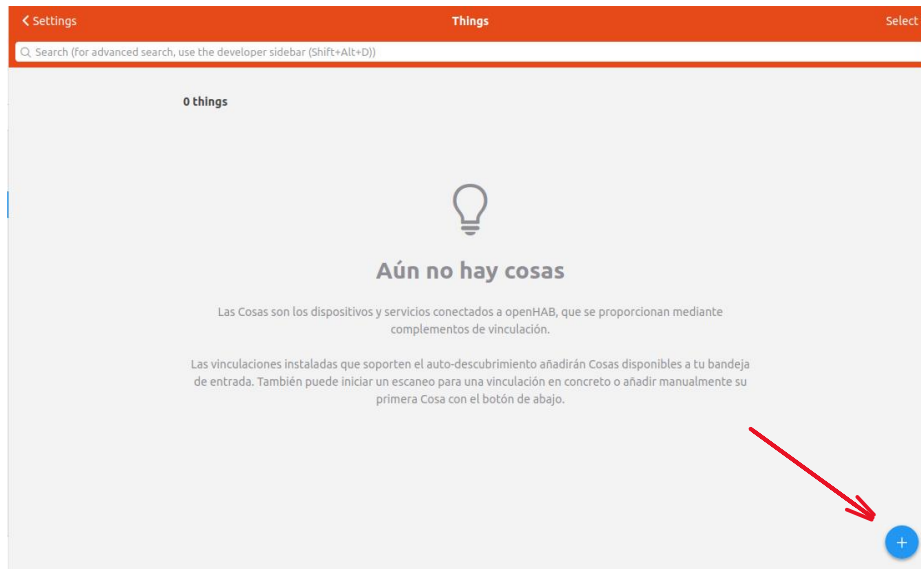 Settings
Things
Select
Search (for advanced search, use the developer sidebar (Shift+Alt+D))
0 things
Aún no hay cosas
Las Cosas son los dispositivos y servicios conectados a openHAB, que se proporcionan mediante
complementos de vinculación.
Las vinculaciones instaladas que soporten el auto-descubrimiento añadirán Cosas disponibles a tu bandeja
de entrada. También puede iniciar un escaneo para una vinculación en concreto o añadir manualmente su
primera Cosa con el botón de abajo.
+